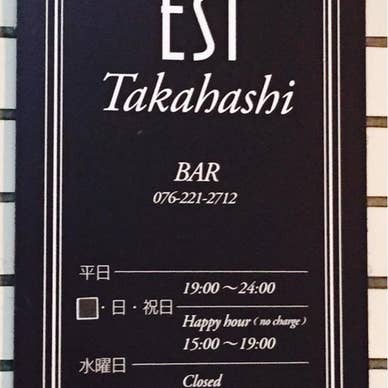 EST
Takahashi
BAR
076-221-2712
平日
19:00～24:00
・日・祝日
Happy hour ( no charge )
15:00～19:00
水曜日
Closed